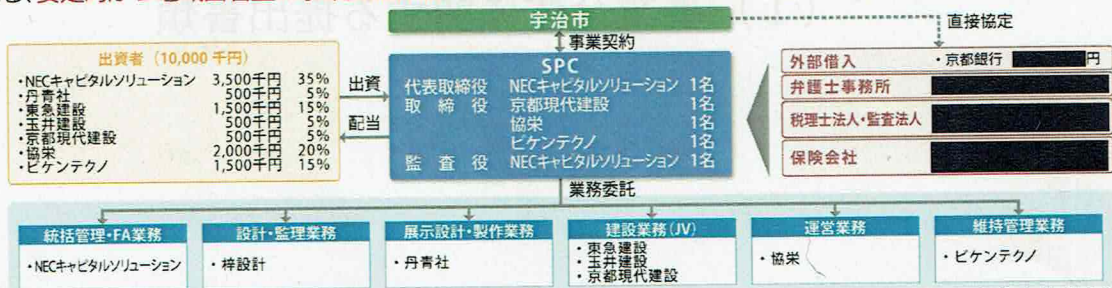 宇治市
直接協定
事業契約
出資者（10,000 千円）
・NECキャピタルソリューション 3,500千円 35%
・丹青社 500千円 5%
・東急建設 1,500千円 15%
・玉井建設 500千円 5%
・京都現代建設 500千円 5%
・協栄 2,000千円 20%
・ビケンテクノ 1,500千円 15%
出資
配当
SPC
代表取締役 NECキャピタルソリューション 1名
取締役 京都現代建設 1名
協栄 1名
ビケンテクノ 1名
監査役 NECキャピタルソリューション 1名
外部借入 ・京都銀行 円
弁護士事務所
税理士法人・監査法人
保険会社
業務委託
統括管理・FA業務
・NECキャピタルソリューション
設計・監理業務
・梓設計
展示設計・製作業務
・丹青社
建設業務(JV)
・東急建設
・玉井建設
・京都現代建設
運営業務
・協栄
維持管理業務
・ビケンテクノ